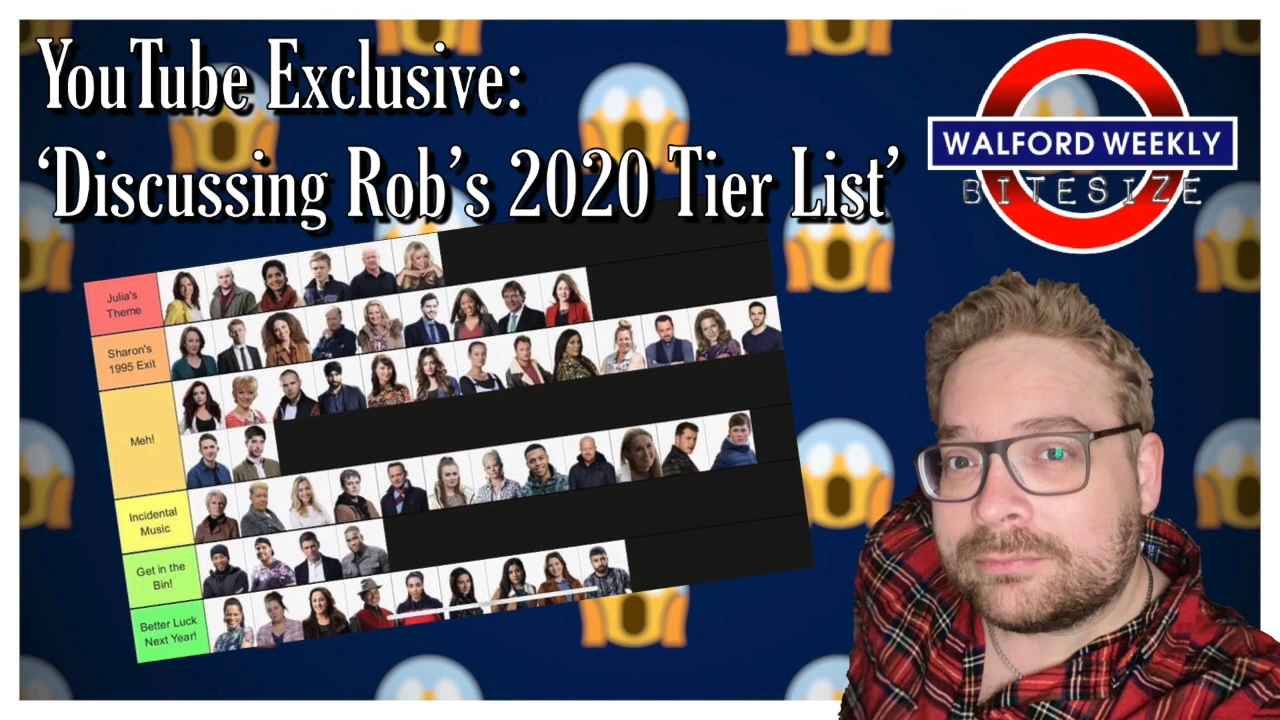 YouTube Exclusive:
‘Discussing Rob’s 2020 Tier List’
WALFORD WEEKLY
BITESIZE
Julia's
Theme
Sharon's
1995 Exit
Meh!
Incidental
Music
Get in the
Bin!
Better Luck
Next Year!